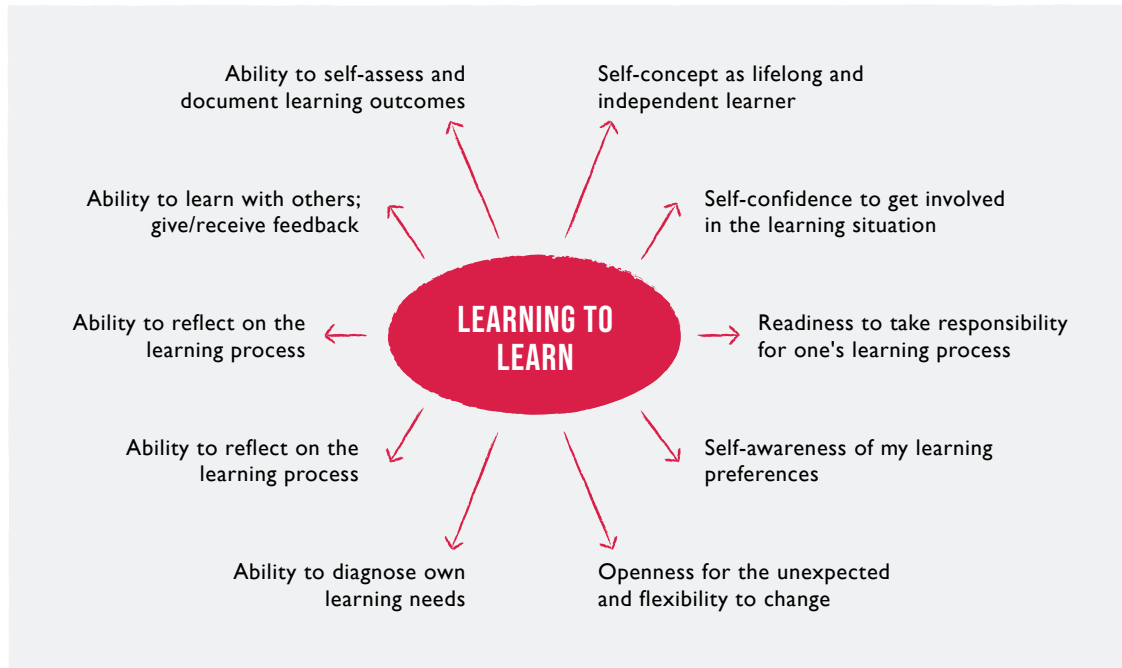 Ability to self-assess and
document learning outcomes
Self-concept as lifelong and
independent learner
Ability to learn with others;
give/receive feedback
Self-confidence to get involved
in the learning situation
LEARNING TO
LEARN
Ability to reflect on the
learning process
Readiness to take responsibility
for one's learning process
Ability to reflect on the
learning process
Self-awareness of my learning
preferences
Ability to diagnose own
learning needs
Openness for the unexpected
and flexibility to change